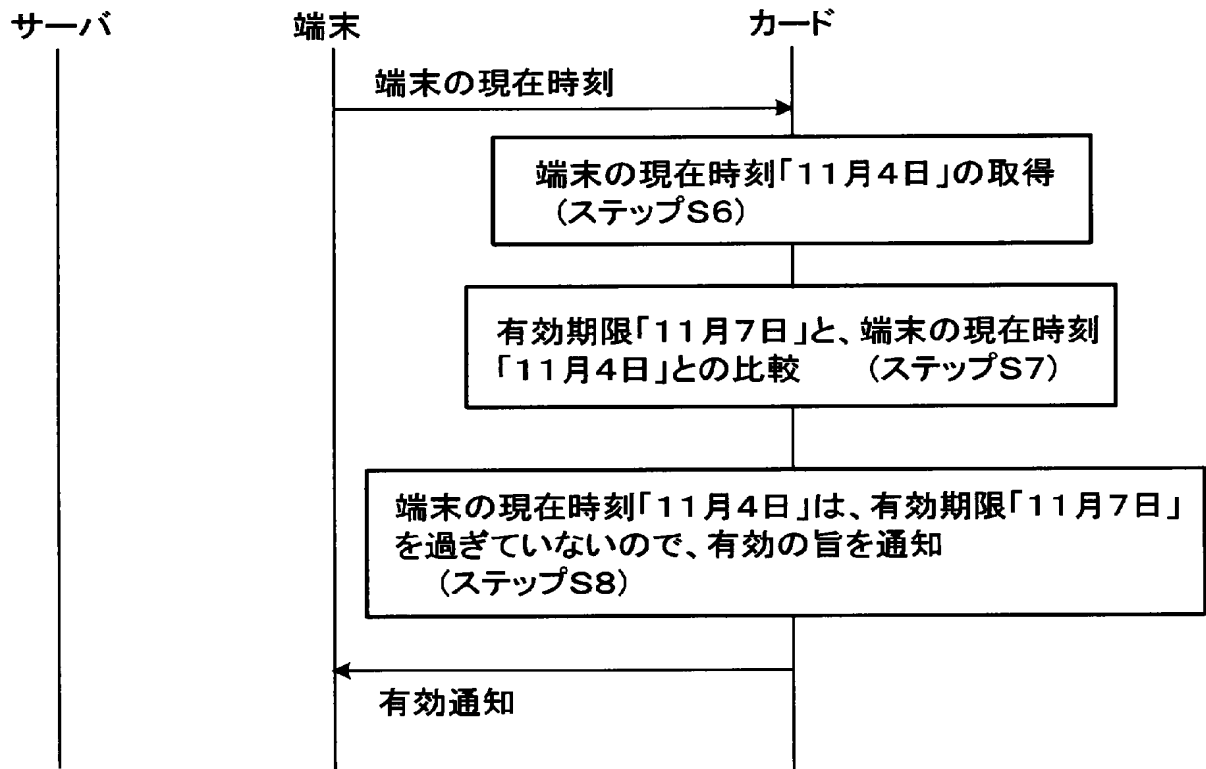 サーバ
端末
カード
端末の現在時刻
端末の現在時刻「11月4日」の取得
(ステップS6)
有効期限「11月7日」と、端末の現在時刻
「11月4日」との比較 (ステップS7)
端末の現在時刻「11月4日」は、有効期限「11月7日」
を過ぎていないので、有効の旨を通知
(ステップS8)
有効通知